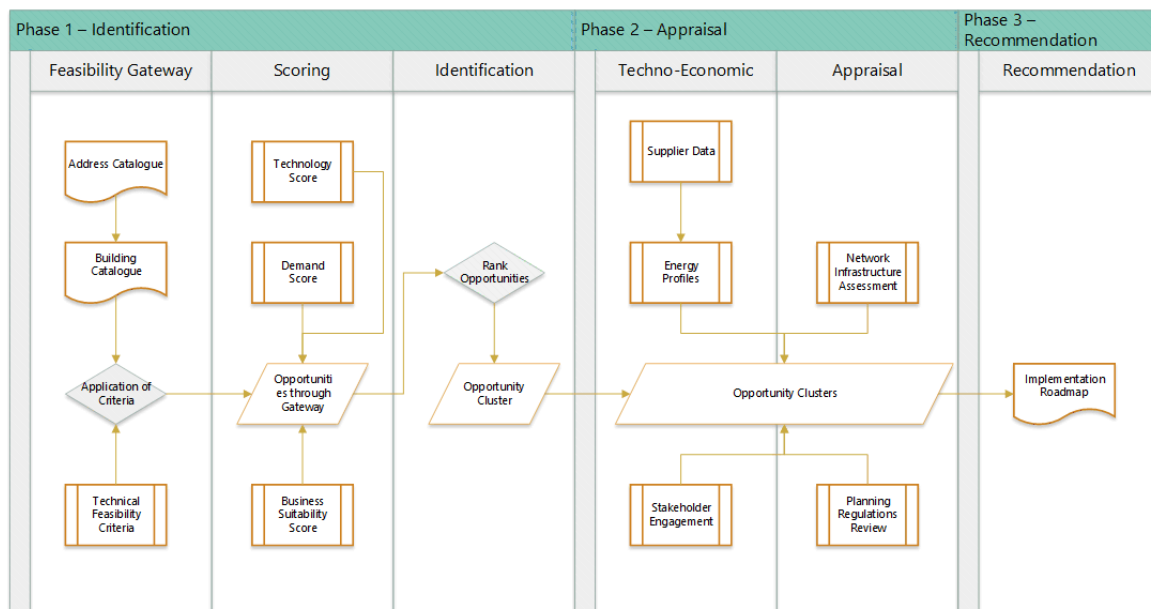 Phase 1 – Identification
Phase 2 – Appraisal
Phase 3 –
Recommendation
Feasibility Gateway
Scoring
Identification
Techno-Economic
Appraisal
Recommendation
Address Catalogue
Building
Catalogue
Application of
Criteria
Technical
Feasibility
Criteria
Technology
Score
Demand
Score
Opportuniti
es through
Gateway
Business
Suitability
Score
Rank
Opportunities
Opportunity
Cluster
Supplier Data
Energy
Profiles
Network
Infrastructure
Assessment
Opportunity Clusters
Stakeholder
Engagement
Planning
Regulations
Review
Implementation
Roadmap